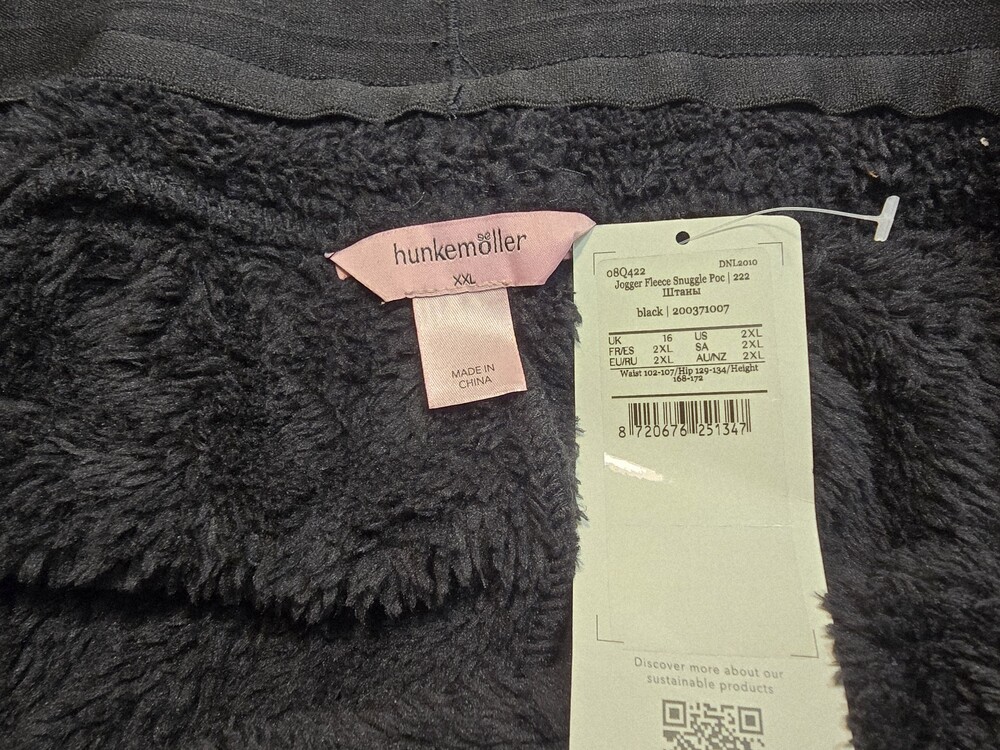 hunkemöller
XXL
MADE IN
CHINA
08Q422 DNL2010
Jogger Fleece Snuggle Poc | 222
Штаны
black | 200371007
UK 16 US 2XL
FR/ES 2XL SA 2XL
EU/RU 2XL AU/NZ 2XL
Waist 102-107/Hip 129-134/Height
168-172
8 720676 251347
Discover more about our
sustainable products